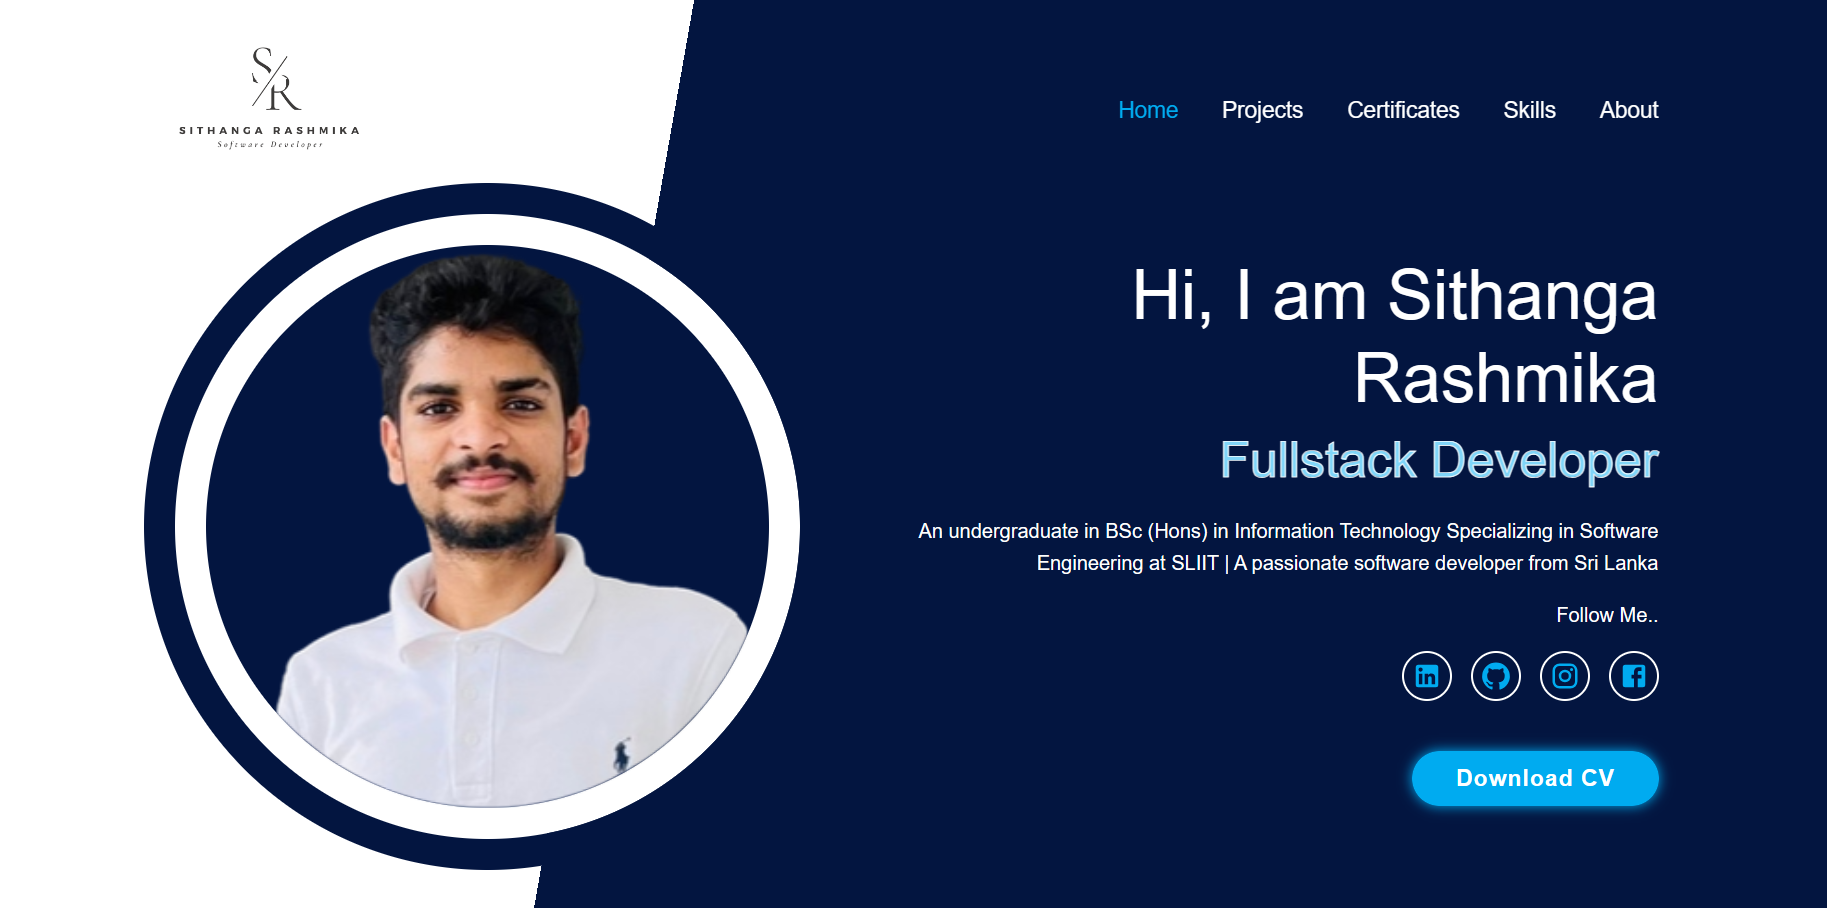 S/R
SITHANGA RASHMIKA
Software Developer
Home Projects Certificates Skills About
Hi, I am Sithanga
Rashmika
Fullstack Developer
An undergraduate in BSc (Hons) in Information Technology Specializing in Software
Engineering at SLIIT | A passionate software developer from Sri Lanka
Follow Me..
Download CV